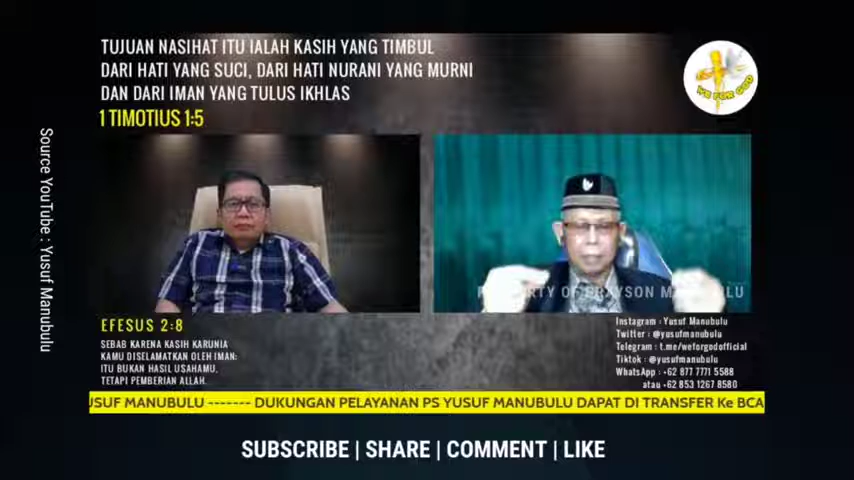 TUJUAN NASIHAT ITU IALAH KASIH YANG TIMBUL
DARI HATI YANG SUCI, DARI HATI NURANI YANG MURNI
DAN DARI IMAN YANG TULUS IKHLAS
1 TIMOTIUS 1:5
WE FOR GOD
Source YouTube : Yusuf Manubulu
EFESUS 2:8
SEBAB KARENA KASIH KARUNIA
KAMU DISELAMATKAN OLEH IMAN:
ITU BUKAN HASIL USAHAMU,
TETAPI PEMBERIAN ALLAH.
Instagram : Yusuf Manubulu
Twitter : @yusufmanubulu
Telegram : t.me/weforgodofficial
Tiktok : @yusufmanubulu
WhatsApp : +62 877 7771 5588
atau +62 853 1267 8580
USUF MANUBULU ------- DUKUNGAN PELAYANAN PS YUSUF MANUBULU DAPAT DI TRANSFER Ke BCA
SUBSCRIBE | SHARE | COMMENT | LIKE